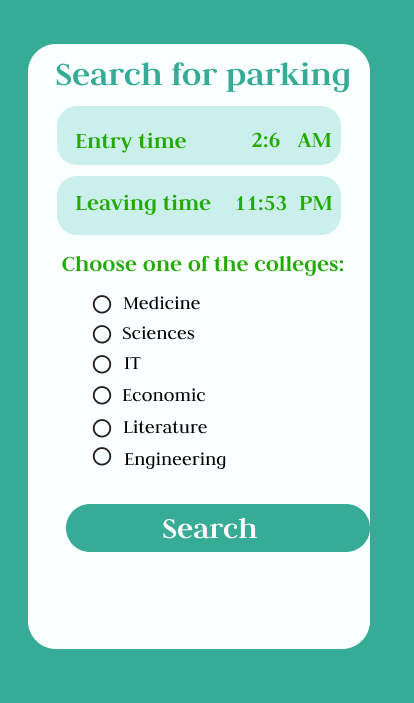 Search for parking
Entry time 2:6 AM
Leaving time 11:53 PM
Choose one of the colleges:
Medicine
Sciences
IT
Economic
Literature
Engineering
Search